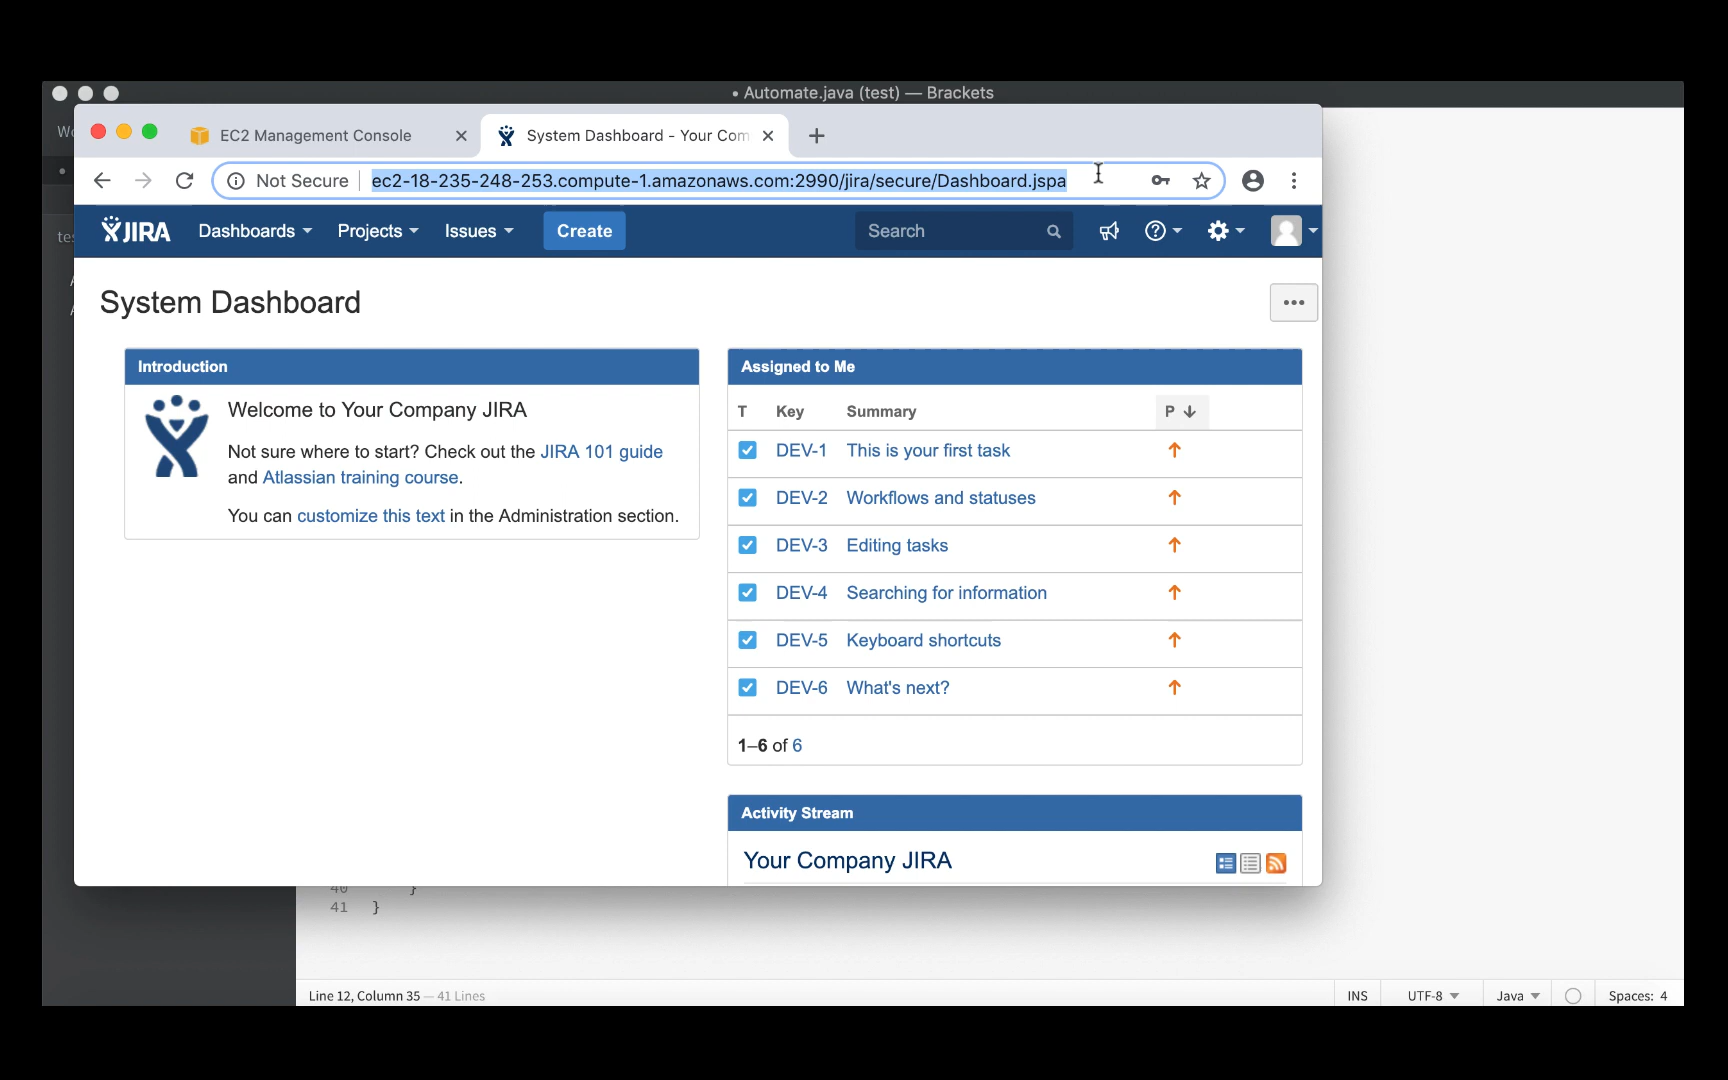 • Automate.java (test) — Brackets
EC2 Management Console
System Dashboard - Your Com
Not Secure
ec2-18-235-248-253.compute-1.amazonaws.com:2990/jira/secure/Dashboard.jspa
JIRA Dashboards Projects Issues Create Search
System Dashboard
Introduction
Welcome to Your Company JIRA
Not sure where to start? Check out the JIRA 101 guide
and Atlassian training course.
You can customize this text in the Administration section.
Assigned to Me
T Key Summary P
DEV-1 This is your first task
DEV-2 Workflows and statuses
DEV-3 Editing tasks
DEV-4 Searching for information
DEV-5 Keyboard shortcuts
DEV-6 What's next?
1–6 of 6
Activity Stream
Your Company JIRA
40 }
41 }
Line 12, Column 35 — 41 Lines
INS UTF-8 Java Spaces: 4